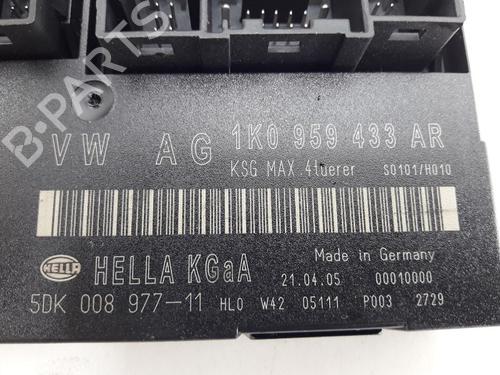 B-PARTS
VW AG 1K0 959 433 AR
KSG MAX 4tuerer S0101/H010
HELLA HELLA KGaA Made in Germany
21.04.05 00010000
5DK 008 977-11 HL0 W42 05111 P003 2729